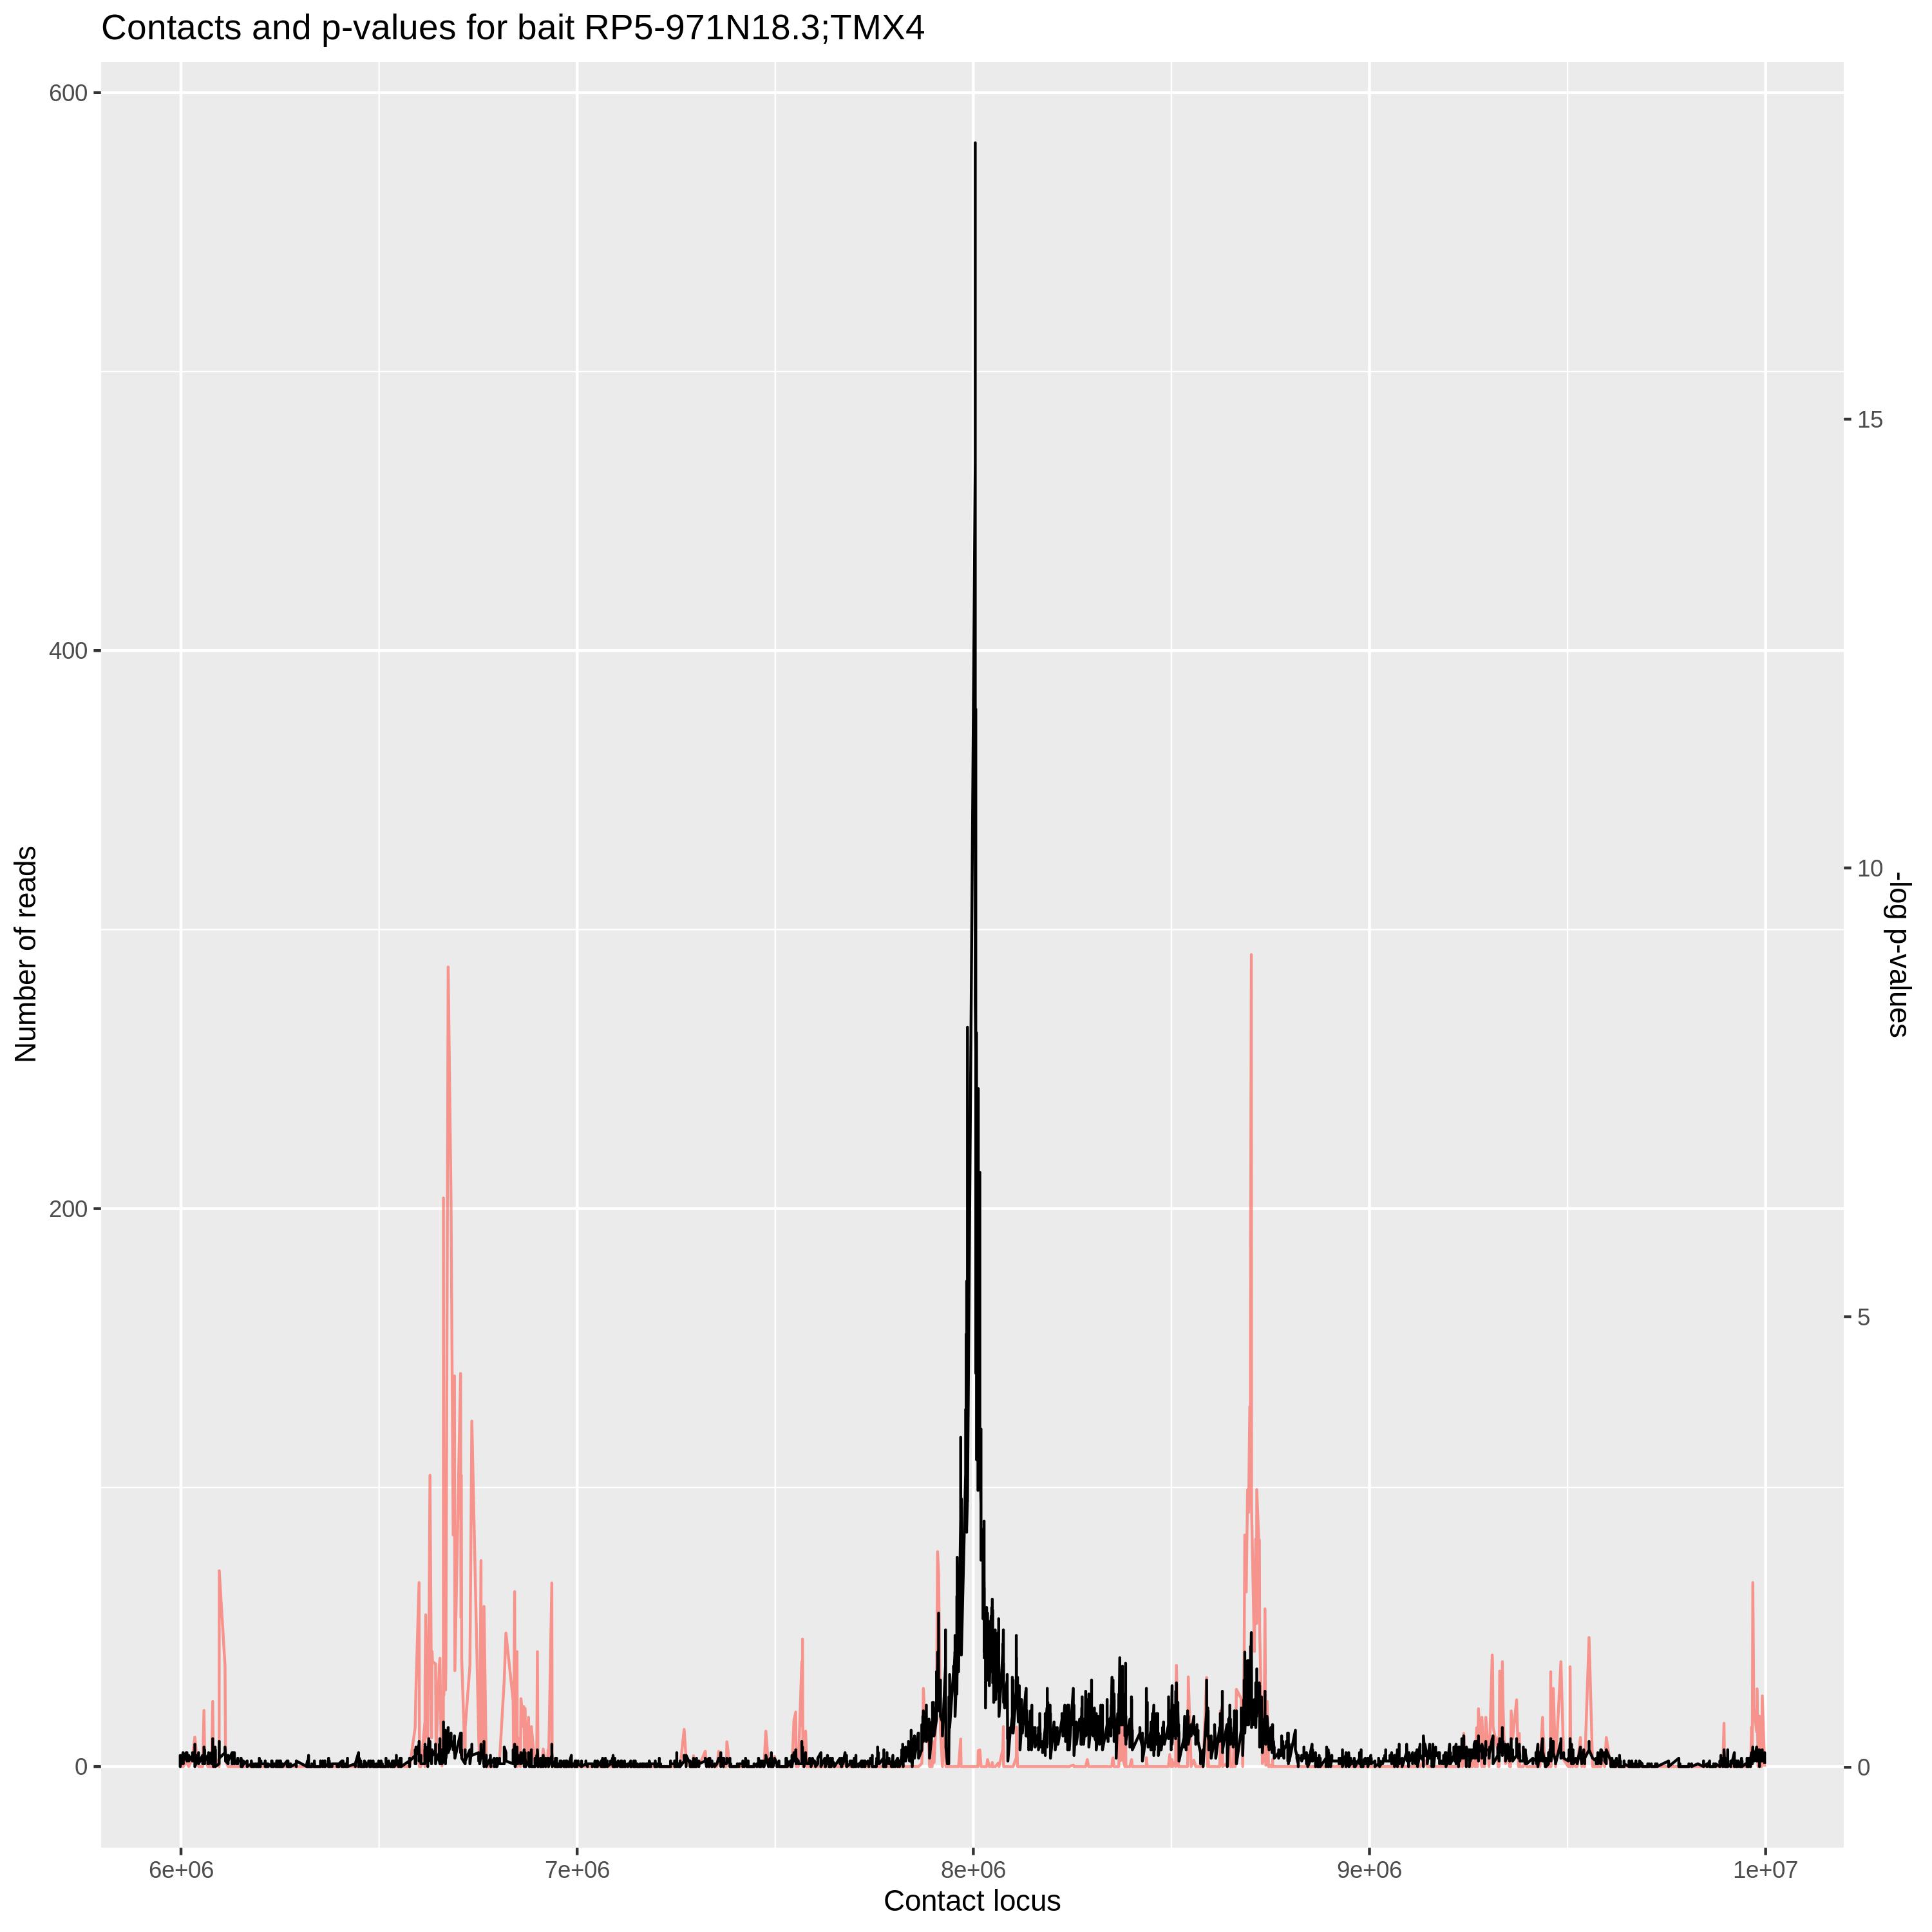 Contacts and p-values for bait RP5-971N18.3;TMX4
600
400
200
0
Number of reads
15
10
5
0
-log p-values
6e+06 7e+06 8e+06 9e+06 1e+07
Contact locus